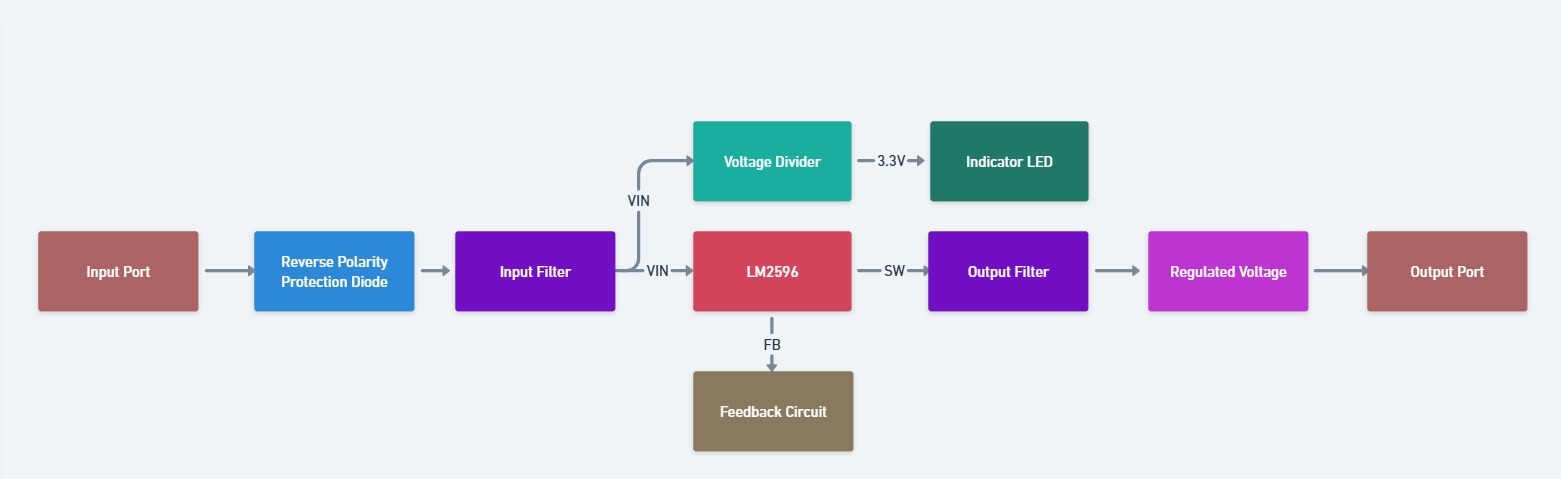 Voltage Divider
3.3V
Indicator LED
VIN
Input Port
Reverse Polarity
Protection Diode
Input Filter
VIN
LM2596
SW
Output Filter
Regulated Voltage
Output Port
FB
Feedback Circuit